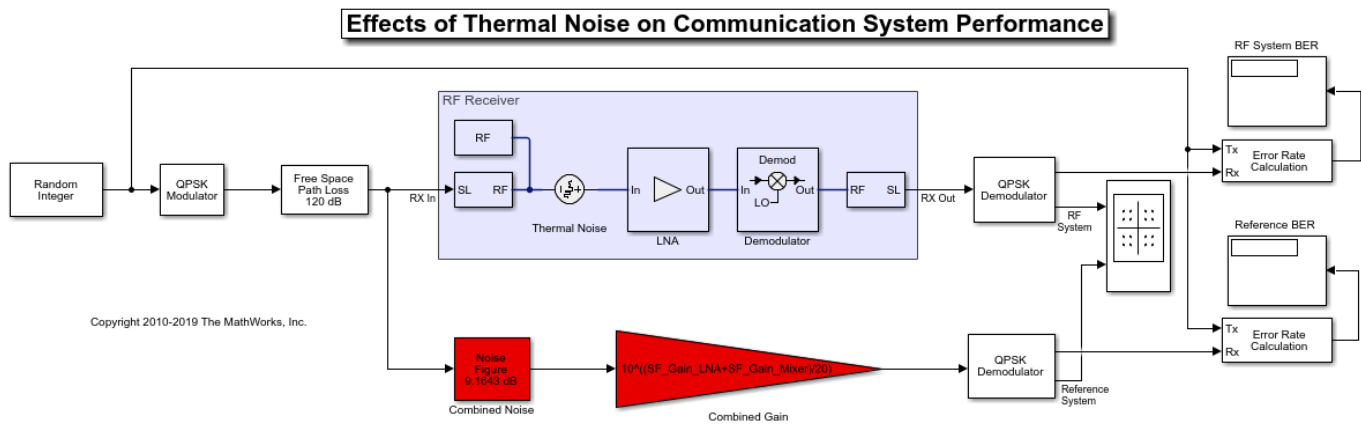 Effects of Thermal Noise on Communication System Performance
RF System BER
RF Receiver
RF
Random
Integer
QPSK
Modulator
Free Space
Path Loss
120 dB
RX In
SL
RF
Thermal Noise
In
Out
LNA
Demod
In
Out
LO
Demodulator
RF
SL
RX Out
QPSK
Demodulator
RF
System
Tx
Rx
Error Rate
Calculation
Reference BER
Copyright 2010-2019 The MathWorks, Inc.
Noise
Figure
9.1643 dB
Combined Noise
10^((SF_Gain_LNA+SF_Gain_Mixer)/20)
Combined Gain
QPSK
Demodulator
Reference
System
Tx
Rx
Error Rate
Calculation